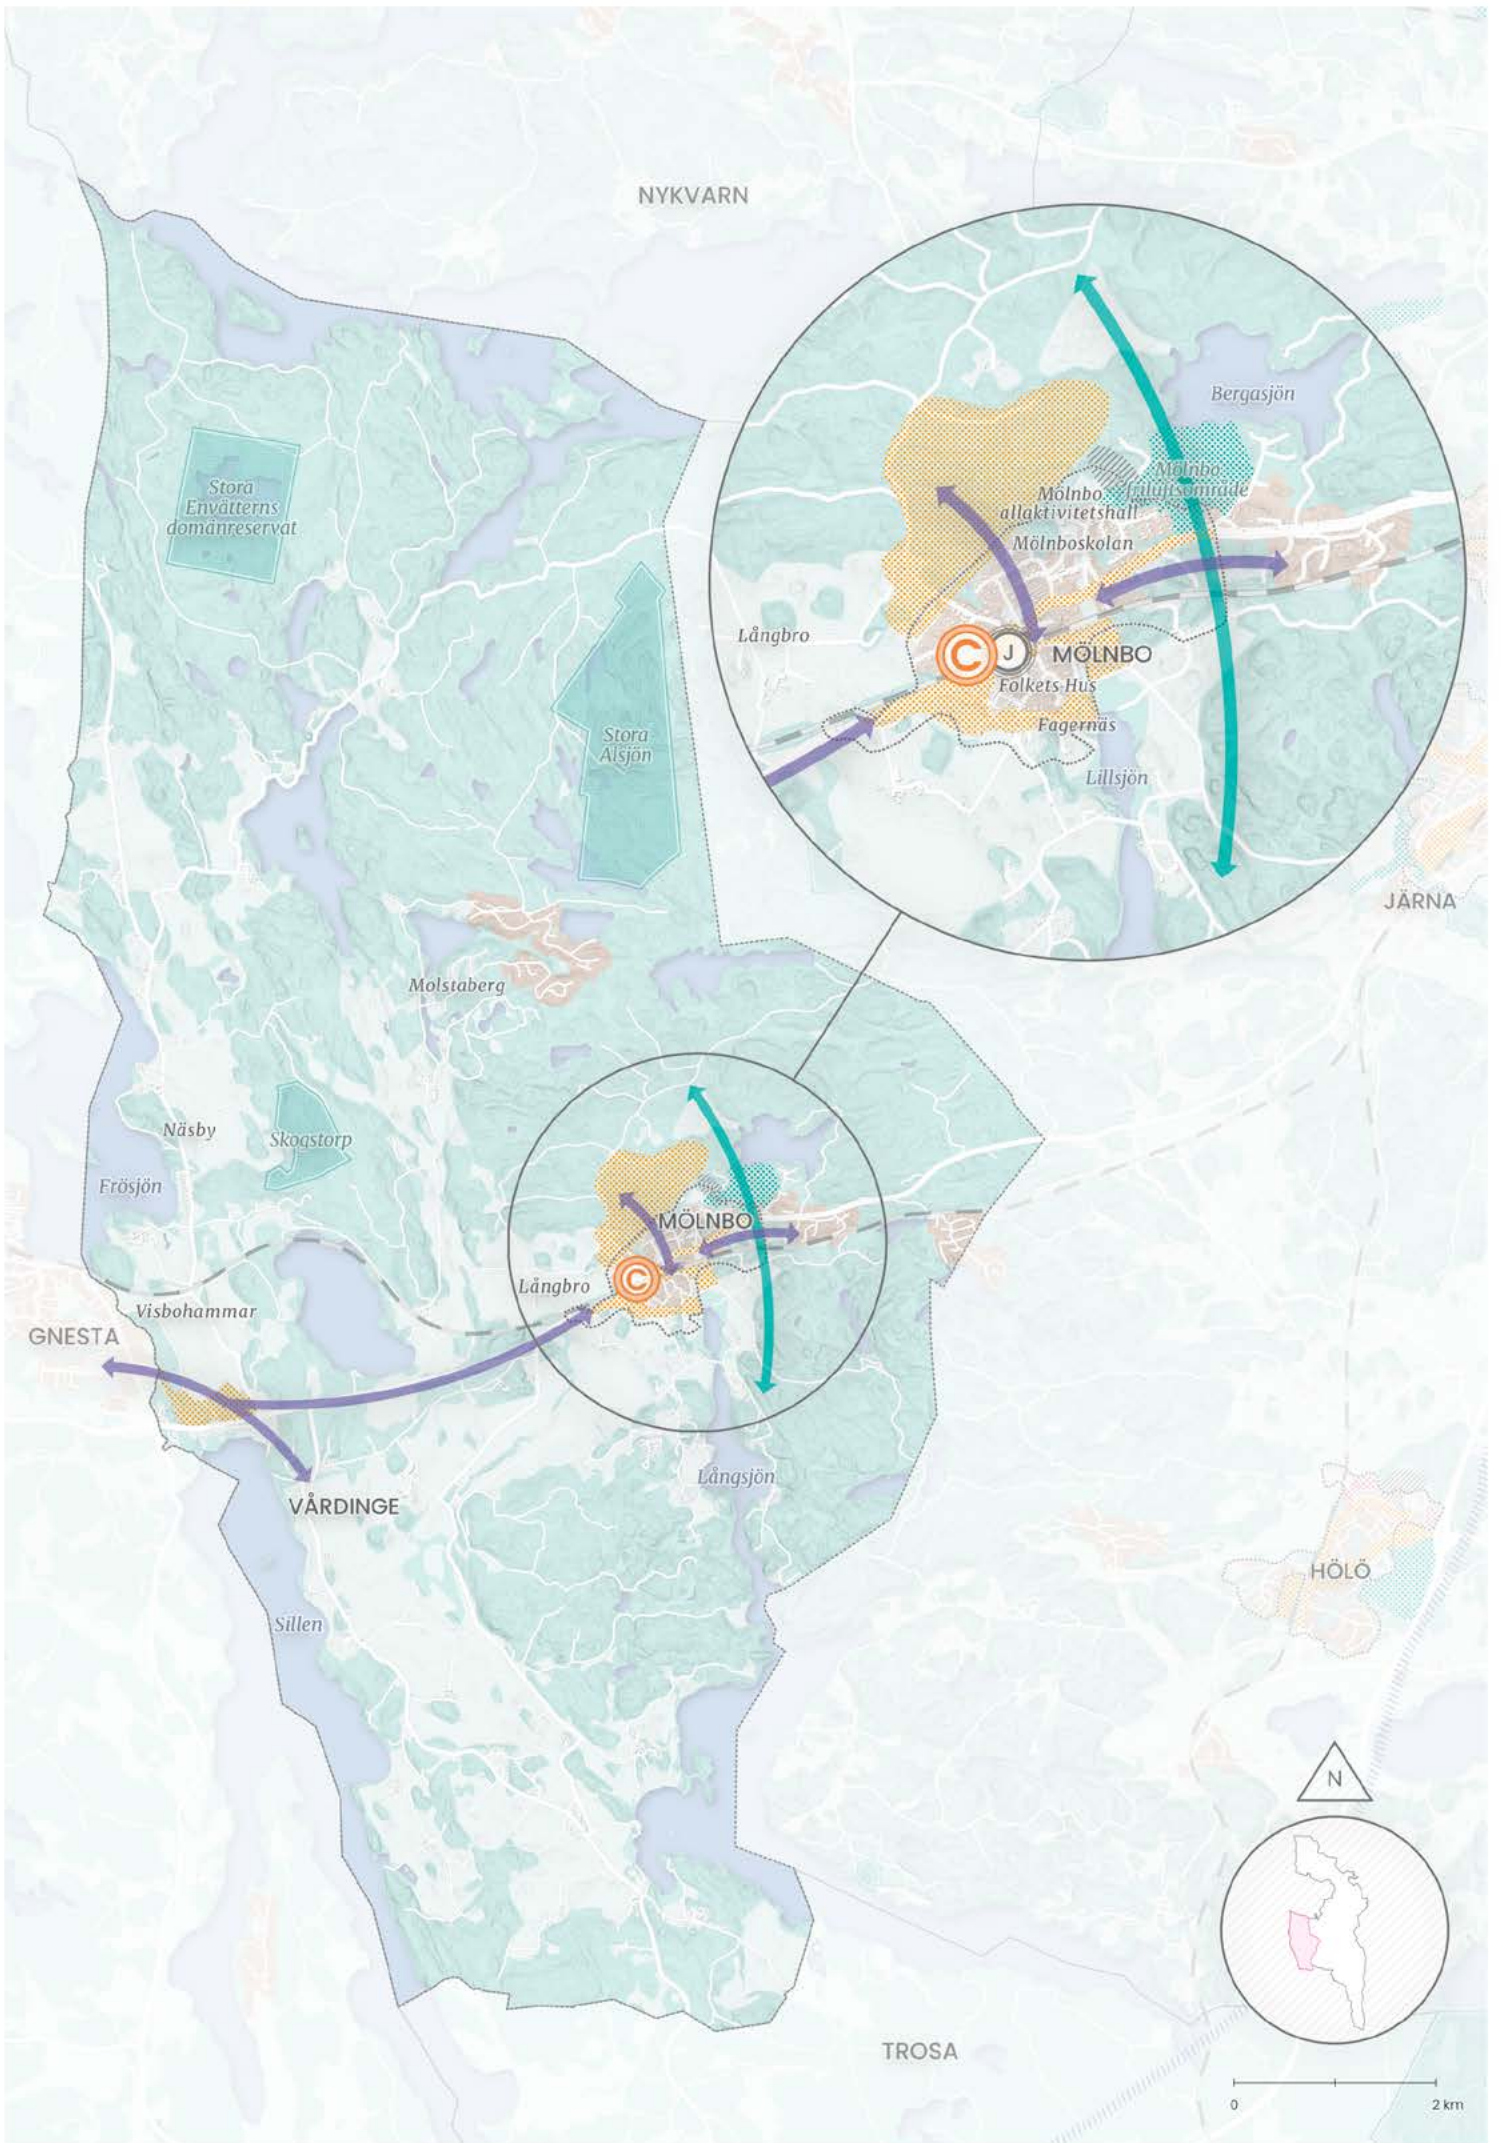 NYKVARN
Bergasjön
Stora
Envätterns
domänreservat
Mölnbo
friluftsområde
Mölnbo
allaktivitetshall
Mölnboskolan
Långbro
C
J
MÖLNBO
Folkets Hus
Fagernäs
Lillsjön
Stora
Alsjön
JÄRNA
Molstaberg
Näsby
Skogstorp
Frösjön
MÖLNBO
C
Långbro
Visbohammar
GNESTA
VÅRDINGE
Långsjön
HÖLÖ
Sillen
N
TROSA
0
2 km